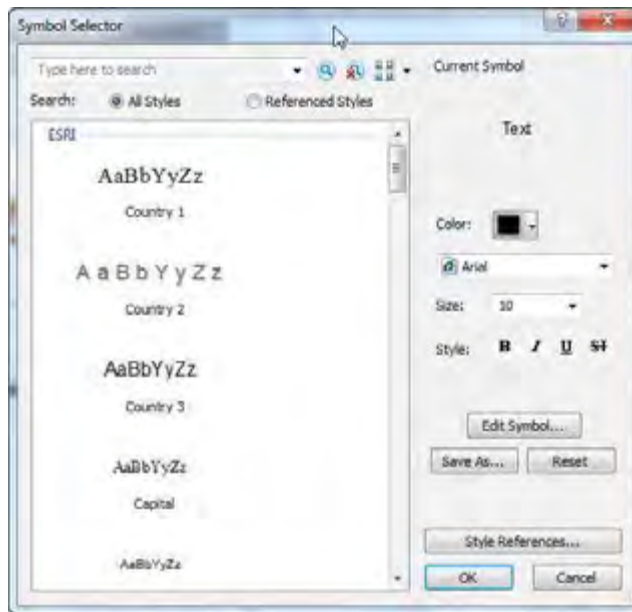 Symbol Selector
Type here to search
Search: All Styles Referenced Styles
ESRI
AaBbYyZz
Country 1
AaBbYyZz
Country 2
AaBbYyZz
Country 3
AaBbYyZz
Capital
AaBbYyZz
Current Symbol
Text
Color:
Arial
Size: 10
Style: B I U ST
Edit Symbol...
Save As... Reset
Style References...
OK Cancel